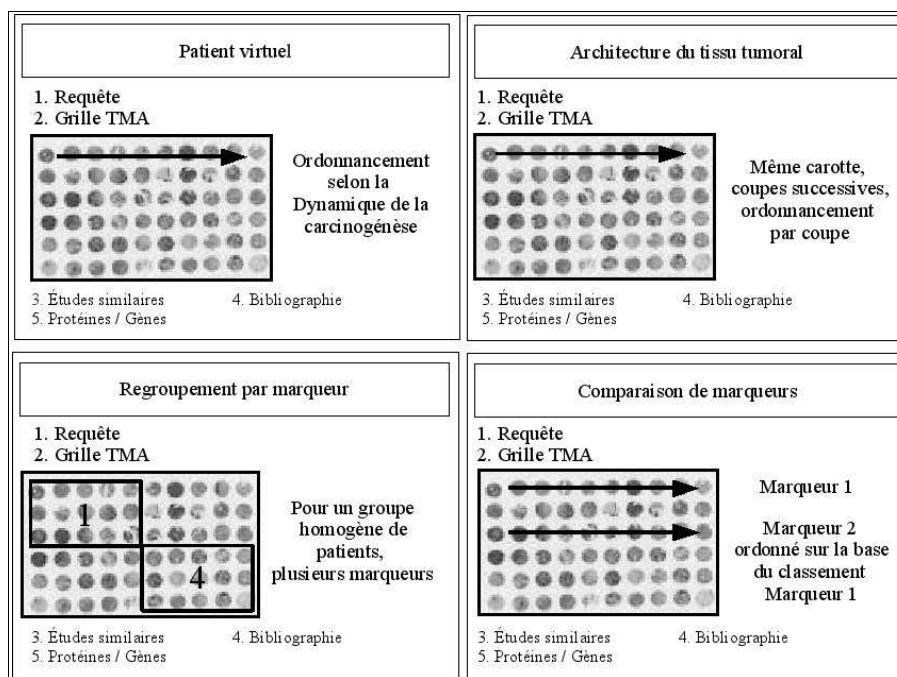 Patient virtuel
1. Requête
2. Grille TMA
Ordonnancement
selon la
Dynamique de la
carcinogénèse
3. Études similaires 4. Bibliographie
5. Protéines / Gènes
Architecture du tissu tumoral
1. Requête
2. Grille TMA
Même carotte,
coupes successives,
ordonnancement
par coupe
3. Études similaires 4. Bibliographie
5. Protéines / Gènes
Regroupement par marqueur
1. Requête
2. Grille TMA
1
4
Pour un groupe
homogène de
patients,
plusieurs marqueurs
3. Études similaires 4. Bibliographie
5. Protéines / Gènes
Comparaison de marqueurs
1. Requête
2. Grille TMA
Marqueur 1
Marqueur 2
ordonné sur la base
du classement
Marqueur 1
3. Études similaires 4. Bibliographie
5. Protéines / Gènes